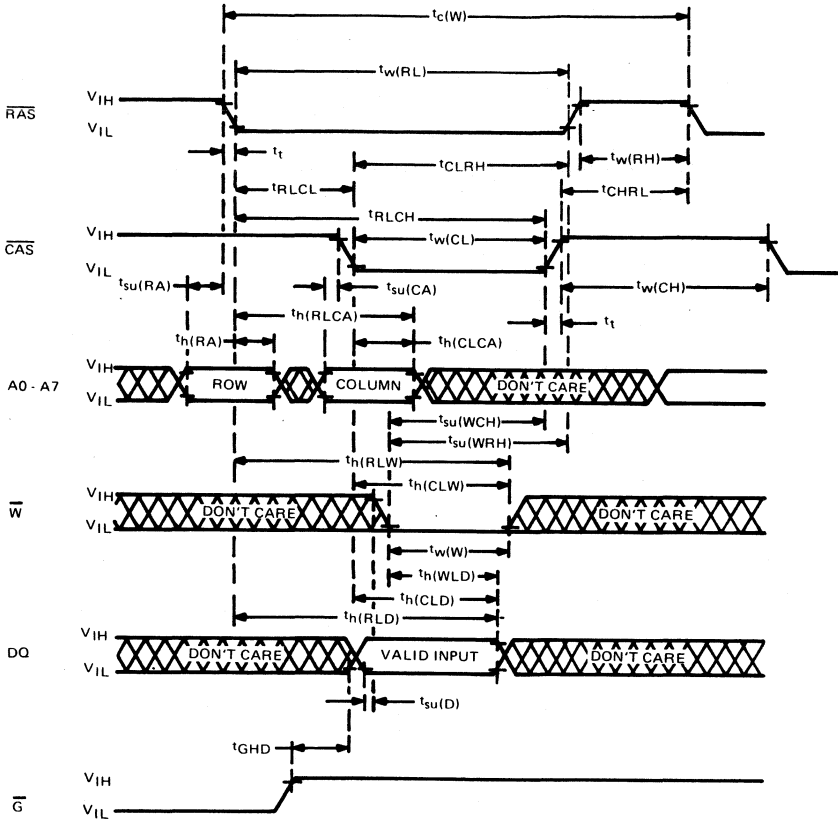 tc(W)
tw(RL)
VIH
RAS
VIL
tt
tCLRH
tw(RH)
tRLCL
tCHRL
tRLCH
VIH
tw(CL)
CAS
VIL
tsu(RA)
tsu(CA)
tw(CH)
th(RLCA)
th(RA)
th(CLCA)
tt
VIH
A0 - A7
ROW
COLUMN
DON'T CARE
VIL
tsu(WCH)
tsu(WRH)
th(RLW)
th(CLW)
VIH
W
DON'T CARE
DON'T CARE
VIL
tw(W)
th(WLD)
th(CLD)
th(RLD)
VIH
DQ
DON'T CARE
VALID INPUT
DON'T CARE
VIL
tsu(D)
tGHD
VIH
G
VIL